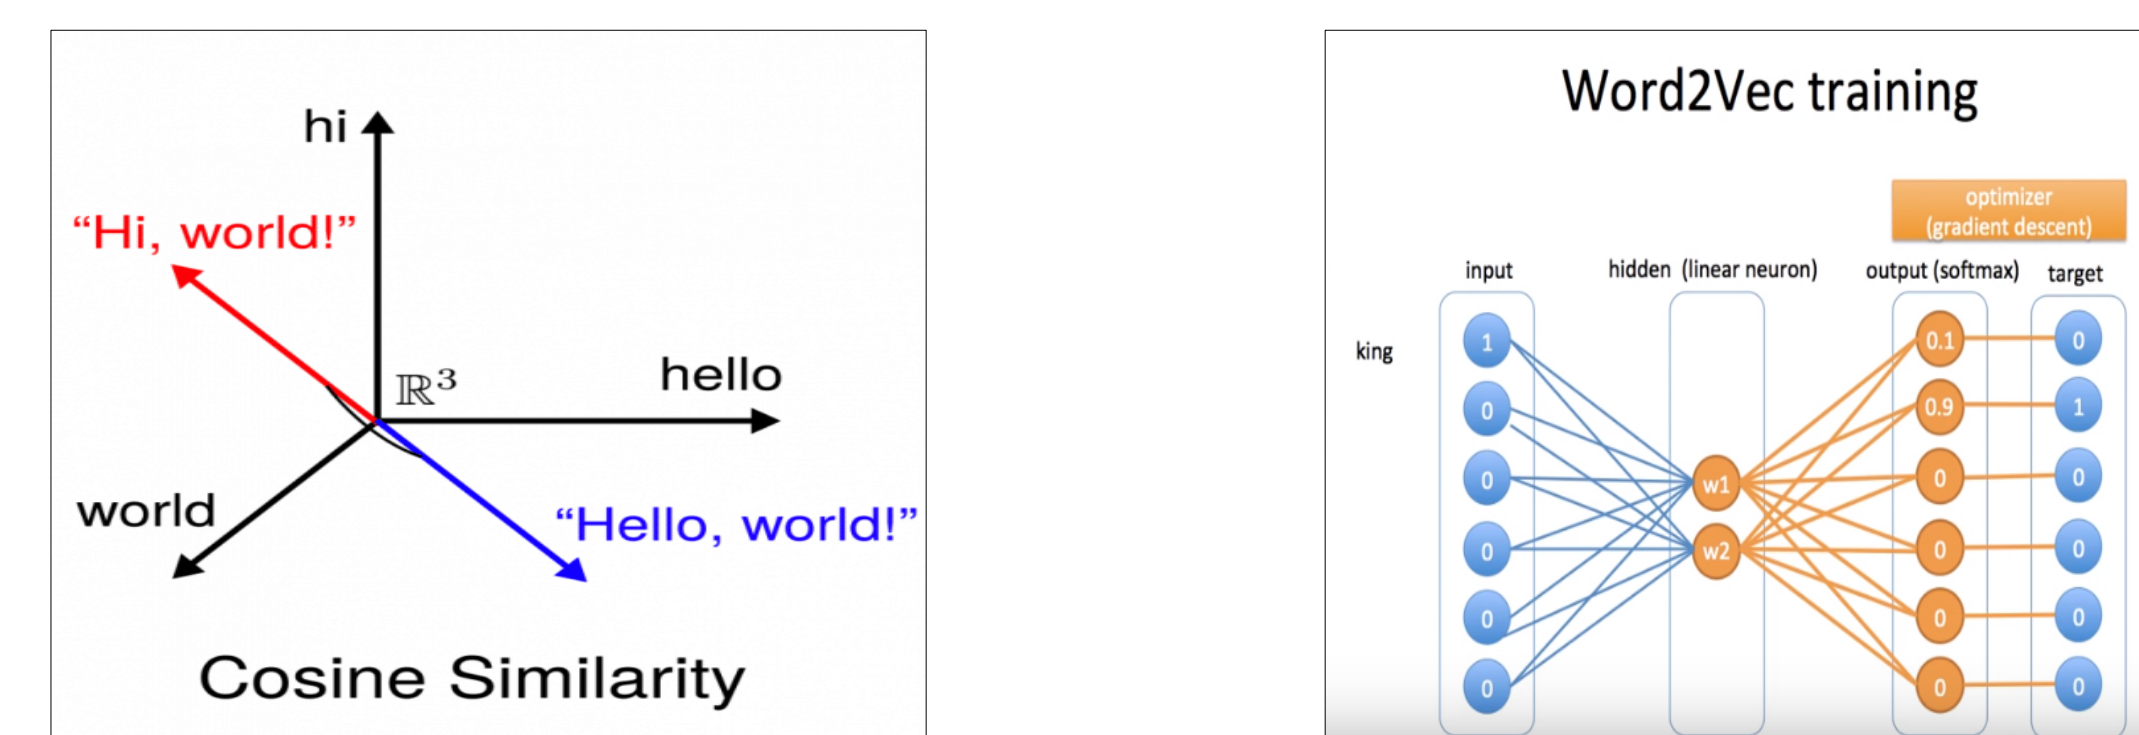 hi
“Hi, world!”
ℝ³
hello
world
“Hello, world!”
Cosine Similarity
Word2Vec training
optimizer
(gradient descent)
input
hidden (linear neuron)
output (softmax)
target
king
1
0
0
0
0
0
w1
w2
0.1
0.9
0
0
0
0
0
1
0
0
0
0